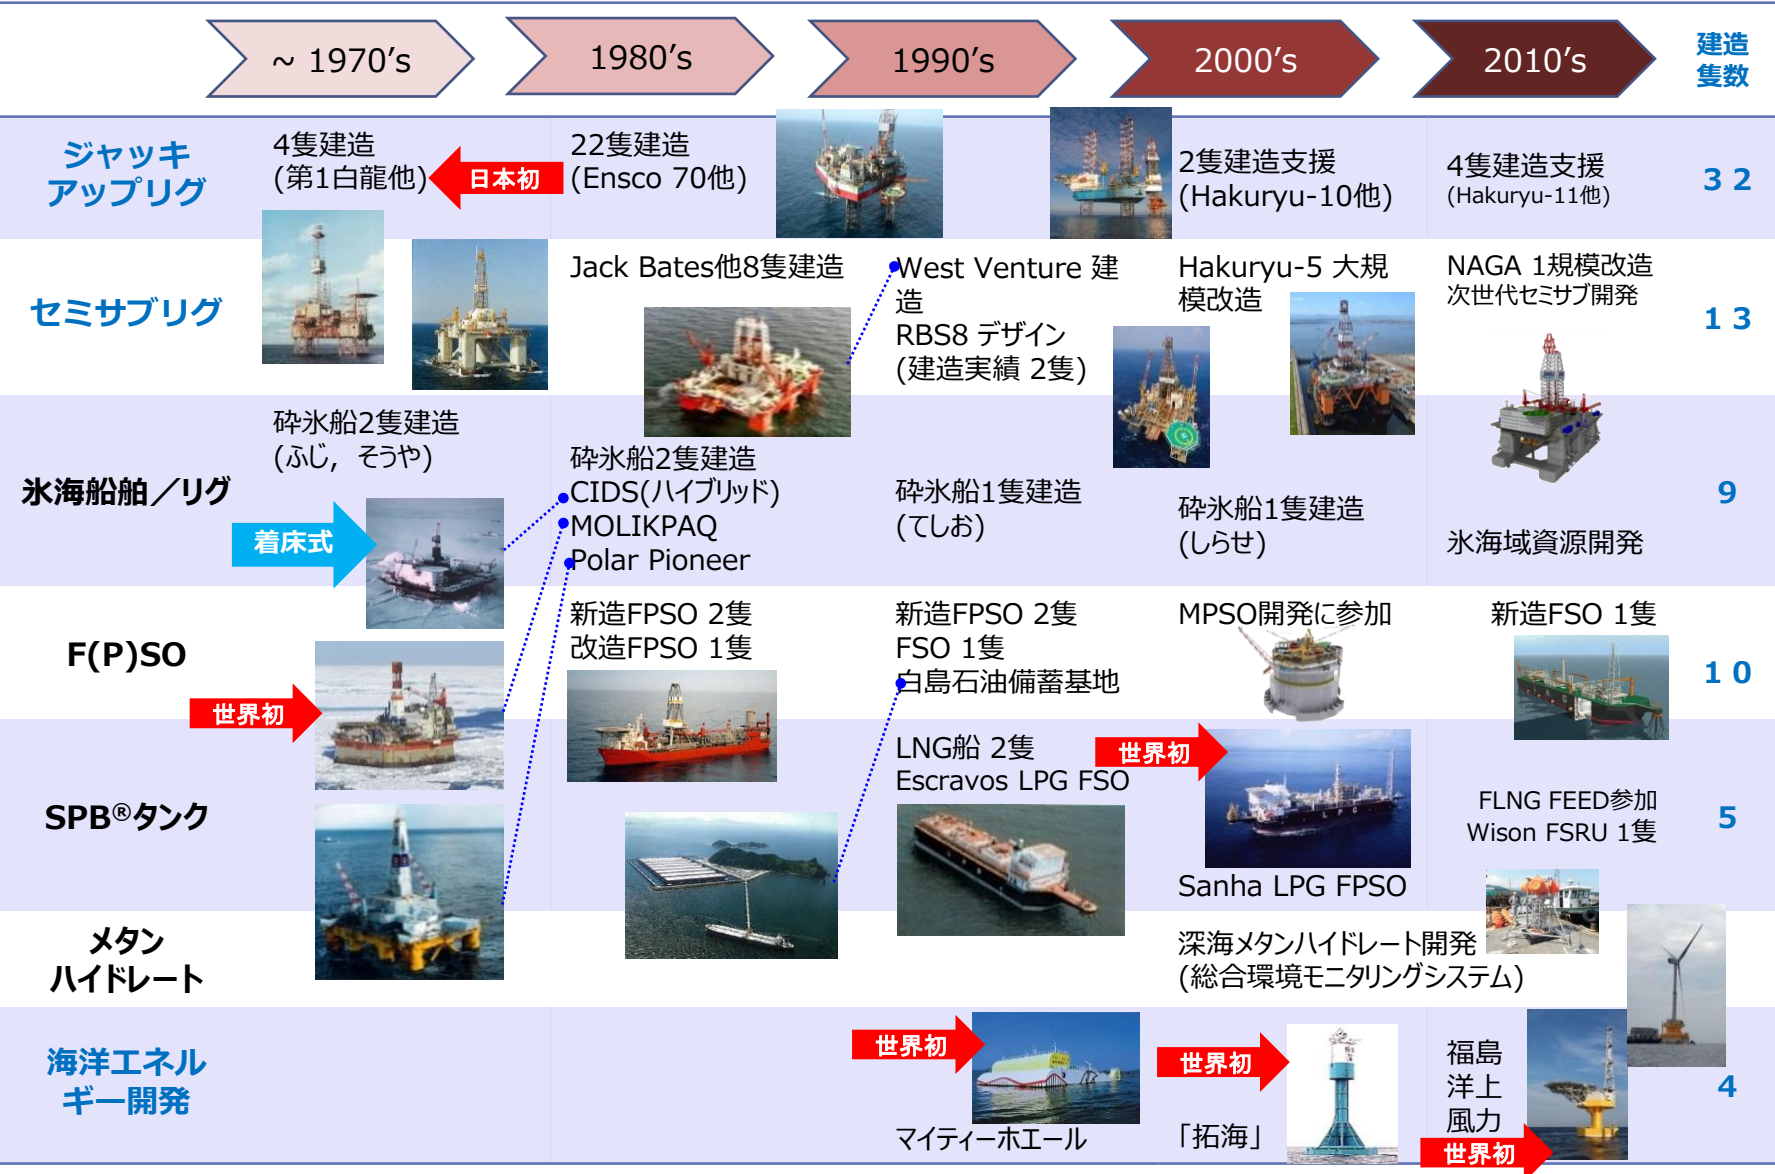 ~ 1970's
1980's
1990's
2000's
2010's
建造
隻数
ジャッキ
アップリグ
4隻建造
(第1白龍他)
日本初
22隻建造
(Ensco 70他)
2隻建造支援
(Hakuryu-10他)
4隻建造支援
(Hakuryu-11他)
3 2
セミサブリグ
Jack Bates他8隻建造
West Venture 建
造
RBS8 デザイン
(建造実績 2隻)
Hakuryu-5 大規
模改造
NAGA 1規模改造
次世代セミサブ開発
1 3
氷海船舶／リグ
砕氷船2隻建造
(ふじ，そうや)
着床式
砕氷船2隻建造
CIDS(ハイブリッド)
MOLIKPAQ
Polar Pioneer
砕氷船1隻建造
(てしお)
砕氷船1隻建造
(しらせ)
氷海域資源開発
9
F(P)SO
世界初
新造FPSO 2隻
改造FPSO 1隻
新造FPSO 2隻
FSO 1隻
白島石油備蓄基地
MPSO開発に参加
新造FSO 1隻
1 0
SPB®タンク
LNG船 2隻
Escravos LPG FSO
世界初
LPG
Sanha LPG FPSO
FLNG FEED参加
Wison FSRU 1隻
5
メタン
ハイドレート
深海メタンハイドレート開発
(総合環境モニタリングシステム)
海洋エネル
ギー開発
世界初
マイティーホエール
世界初
「拓海」
福島
洋上
風力
世界初
4